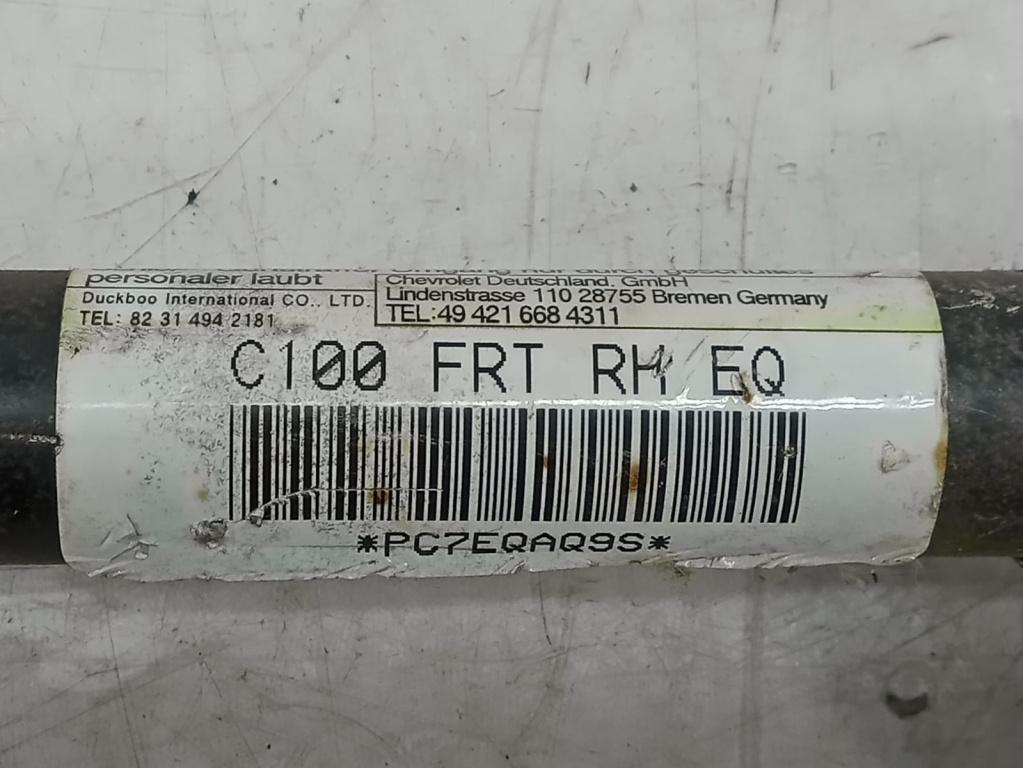 personaler laubt
Duckboo International CO., LTD.
TEL: 82 31 494 2181
Chevrolet Deutschland. GmbH
Lindenstrasse 110 28755 Bremen Germany
TEL:49 421 668 4311
C100 FRT RH EQ
*PC7EQAQ9S*